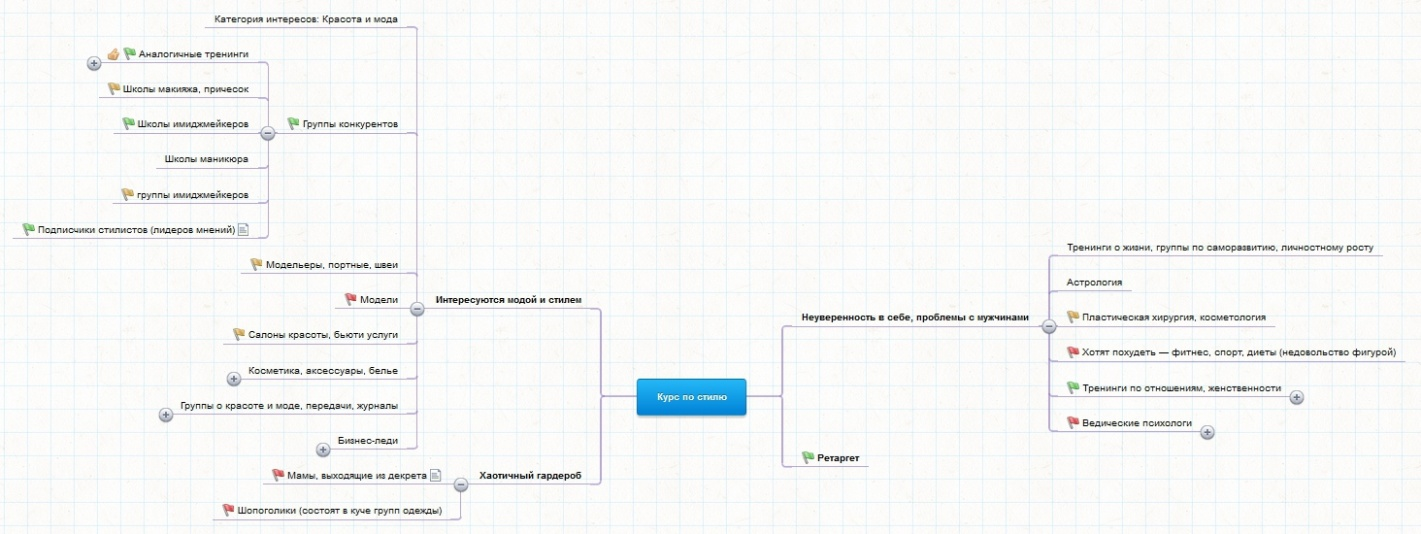 Категория интересов: Красота и мода
Аналогичные тренинги
Школы макияжа, причесок
Школы имиджмейкеров
Группы конкурентов
Школы маникюра
группы имиджмейкеров
Подписчики стилистов (лидеров мнений)
Модельеры, портные, швеи
Модели
Интересуются модой и стилем
Салоны красоты, бьюти услуги
Косметика, аксессуары, белье
Группы о красоте и моде, передачи, журналы
Бизнес-леди
Мамы, выходящие из декрета
Хаотичный гардероб
Шопоголики (состоят в куче групп одежды)
Курс по стилю
Тренинги о жизни, группы по саморазвитию, личностному росту
Астрология
Неуверенность в себе, проблемы с мужчинами
Пластическая хирургия, косметология
Хотят похудеть — фитнес, спорт, диеты (недовольство фигурой)
Тренинги по отношениям, женственности
Ведические психологи
Ретаргет